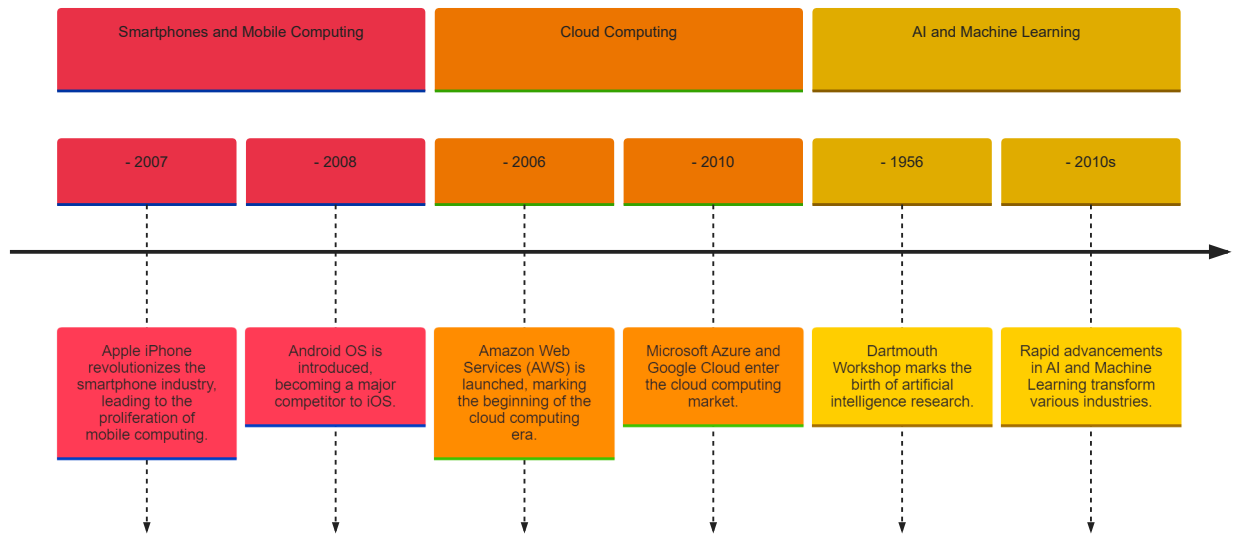 Smartphones and Mobile Computing
Cloud Computing
AI and Machine Learning
- 2007
- 2008
- 2006
- 2010
- 1956
- 2010s
Apple iPhone
revolutionizes the
smartphone industry,
leading to the
proliferation of
mobile computing.
Android OS is
introduced,
becoming a major
competitor to iOS.
Amazon Web
Services (AWS) is
launched, marking
the beginning of the
cloud computing
era.
Microsoft Azure and
Google Cloud enter
the cloud computing
market.
Dartmouth
Workshop marks the
birth of artificial
intelligence research.
Rapid advancements
in AI and Machine
Learning transform
various industries.